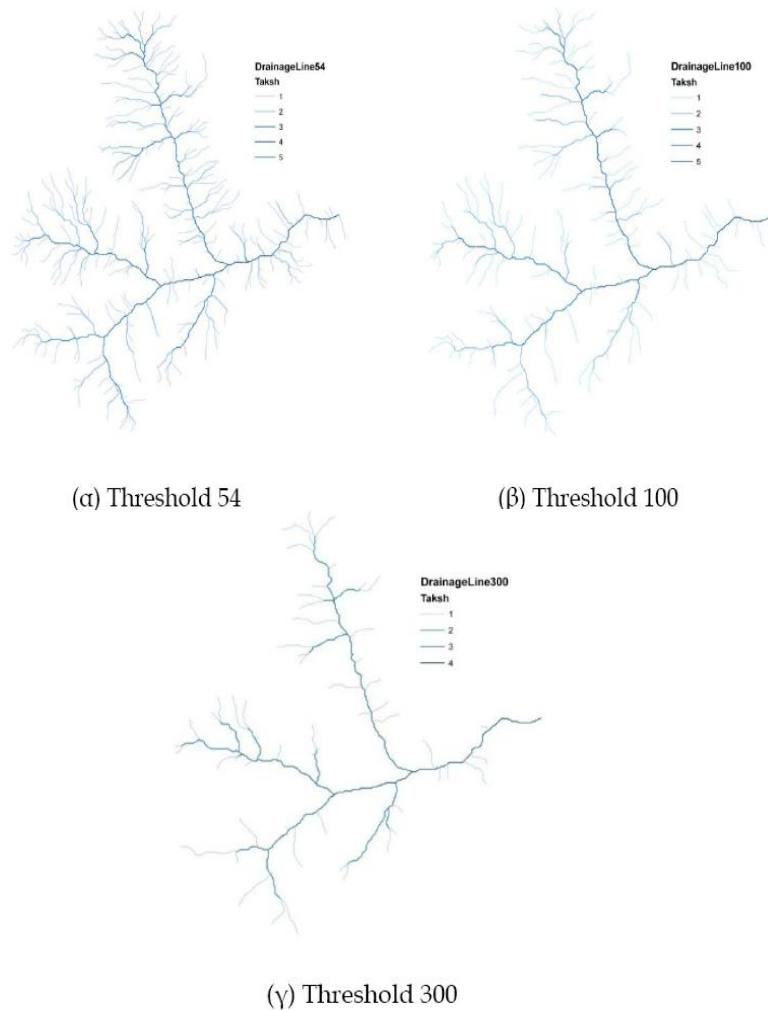 DrainageLine54
Taksh
1
2
3
4
5
DrainageLine100
Taksh
1
2
3
4
5
(α) Threshold 54
(β) Threshold 100
DrainageLine300
Taksh
1
2
3
4
(γ) Threshold 300